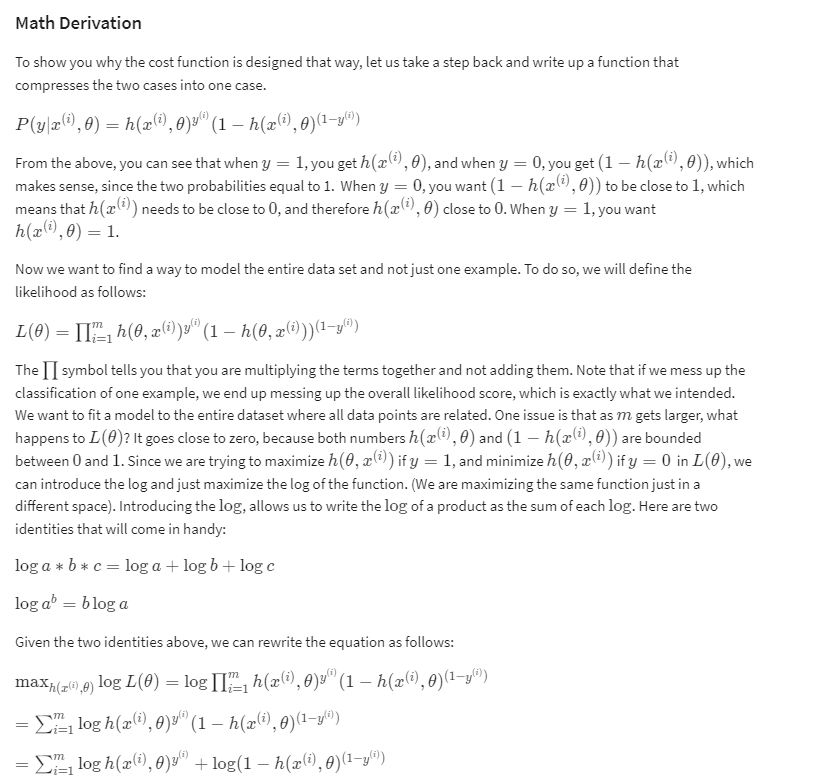 Math Derivation
To show you why the cost function is designed that way, let us take a step back and write up a function that
compresses the two cases into one case.
$P(y|x^{(i)}, \theta) = h(x^{(i)}, \theta)^{y^{(i)}} (1 - h(x^{(i)}, \theta)^{(1-y^{(i)})}$
From the above, you can see that when $y = 1$, you get $h(x^{(i)}, \theta)$, and when $y = 0$, you get $(1 - h(x^{(i)}, \theta))$, which
makes sense, since the two probabilities equal to 1. When $y = 0$, you want $(1 - h(x^{(i)}, \theta))$ to be close to $1$, which
means that $h(x^{(i)})$ needs to be close to $0$, and therefore $h(x^{(i)}, \theta)$ close to $0$. When $y = 1$, you want
$h(x^{(i)}, \theta) = 1$.
Now we want to find a way to model the entire data set and not just one example. To do so, we will define the
likelihood as follows:
$L(\theta) = \prod_{i=1}^{m} h(\theta, x^{(i)})^{y^{(i)}} (1 - h(\theta, x^{(i)}))^{(1-y^{(i)})}$
The $\prod$ symbol tells you that you are multiplying the terms together and not adding them. Note that if we mess up the
classification of one example, we end up messing up the overall likelihood score, which is exactly what we intended.
We want to fit a model to the entire dataset where all data points are related. One issue is that as $m$ gets larger, what
happens to $L(\theta)$? It goes close to zero, because both numbers $h(x^{(i)}, \theta)$ and $(1 - h(x^{(i)}, \theta))$ are bounded
between $0$ and $1$. Since we are trying to maximize $h(\theta, x^{(i)})$ if $y = 1$, and minimize $h(\theta, x^{(i)})$ if $y = 0$ in $L(\theta)$, we
can introduce the log and just maximize the log of the function. (We are maximizing the same function just in a
different space). Introducing the $\log$, allows us to write the $\log$ of a product as the sum of each $\log$. Here are two
identities that will come in handy:
$\log a * b * c = \log a + \log b + \log c$
$\log a^b = b \log a$
Given the two identities above, we can rewrite the equation as follows:
$\max_{h(x^{(i)}, \theta)} \log L(\theta) = \log \prod_{i=1}^{m} h(x^{(i)}, \theta)^{y^{(i)}} (1 - h(x^{(i)}, \theta)^{(1-y^{(i)})}$
$= \sum_{i=1}^{m} \log h(x^{(i)}, \theta)^{y^{(i)}} (1 - h(x^{(i)}, \theta)^{(1-y^{(i)})}$
$= \sum_{i=1}^{m} \log h(x^{(i)}, \theta)^{y^{(i)}} + \log(1 - h(x^{(i)}, \theta)^{(1-y^{(i)})}$